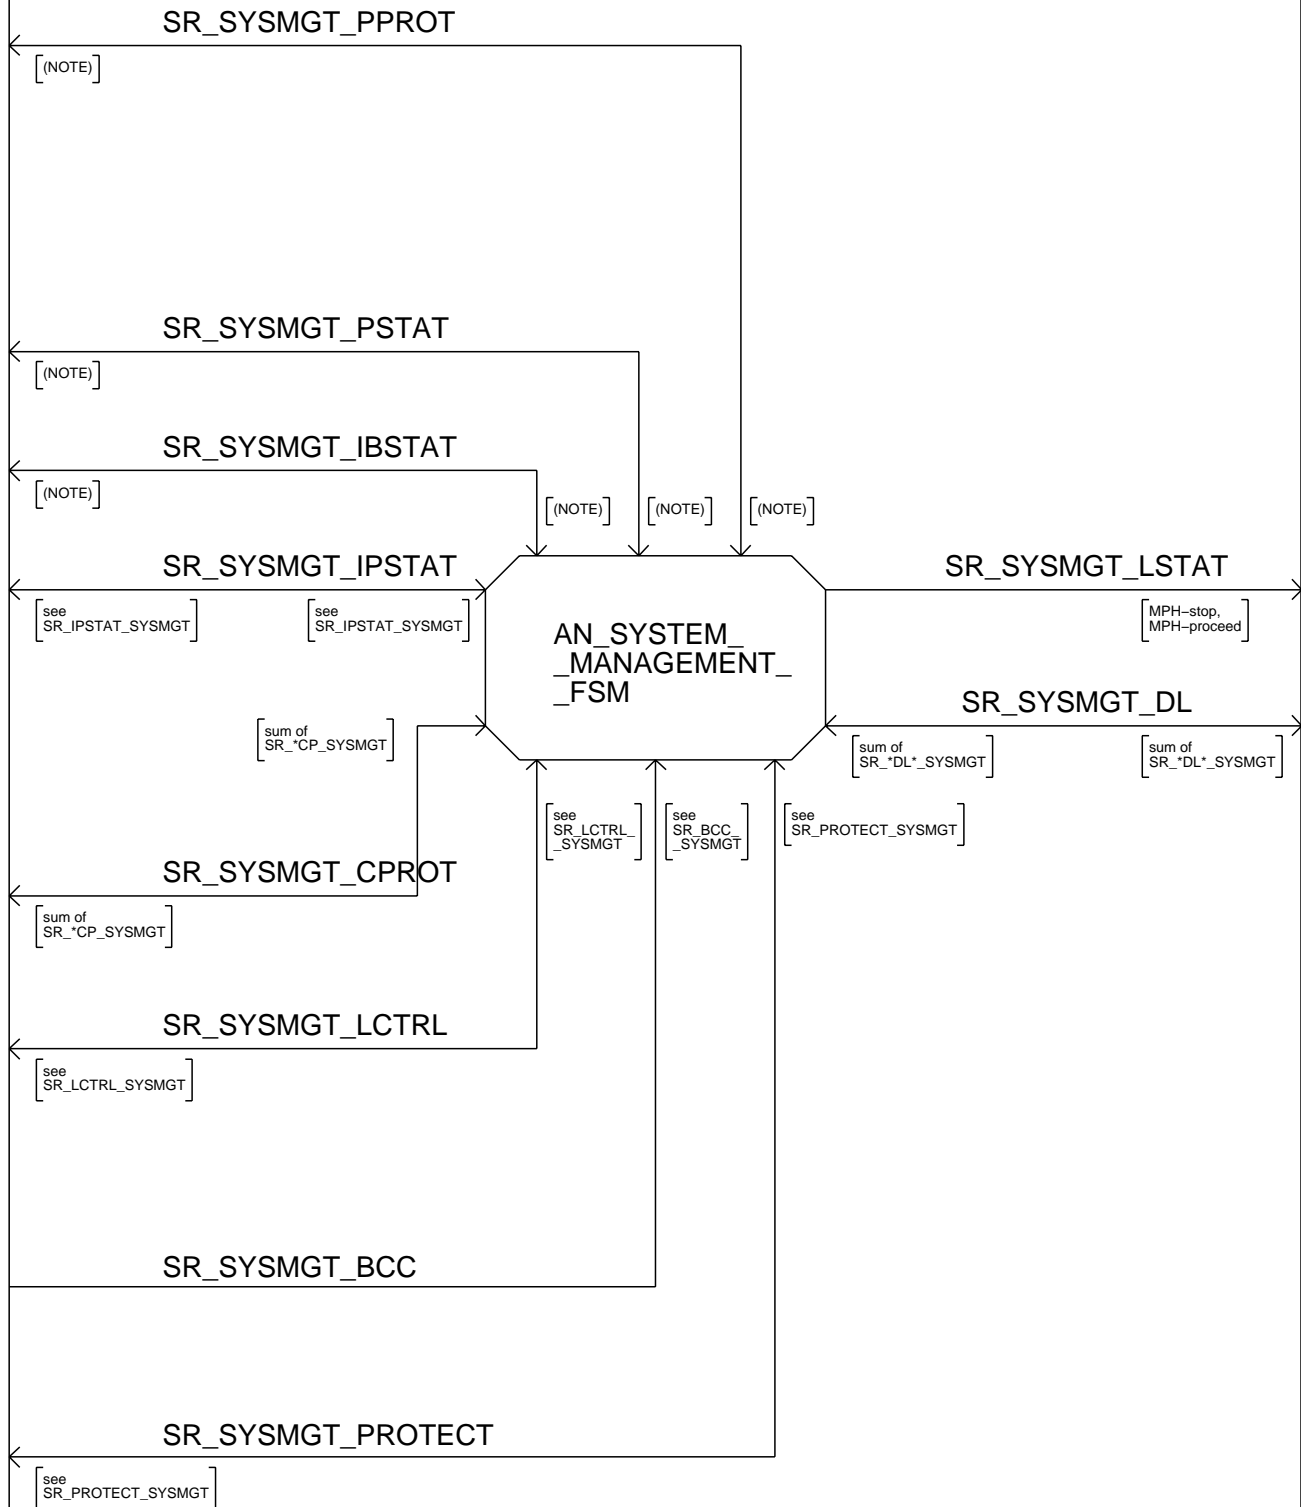 SR_SYSMGT_PPROT
(NOTE)
SR_SYSMGT_PSTAT
(NOTE)
SR_SYSMGT_IBSTAT
(NOTE)
(NOTE)
(NOTE)
(NOTE)
SR_SYSMGT_IPSTAT
SR_SYSMGT_LSTAT
see
SR_IPSTAT_SYSMGT
see
SR_IPSTAT_SYSMGT
AN_SYSTEM_
_MANAGEMENT_
_FSM
MPH−stop,
MPH−proceed
SR_SYSMGT_DL
sum of
SR_*CP_SYSMGT
sum of
SR_*DL*_SYSMGT
sum of
SR_*DL*_SYSMGT
see
SR_LCTRL_
_SYSMGT
see
SR_BCC_
_SYSMGT
see
SR_PROTECT_SYSMGT
SR_SYSMGT_CPROT
sum of
SR_*CP_SYSMGT
SR_SYSMGT_LCTRL
see
SR_LCTRL_SYSMGT
SR_SYSMGT_BCC
SR_SYSMGT_PROTECT
see
SR_PROTECT_SYSMGT